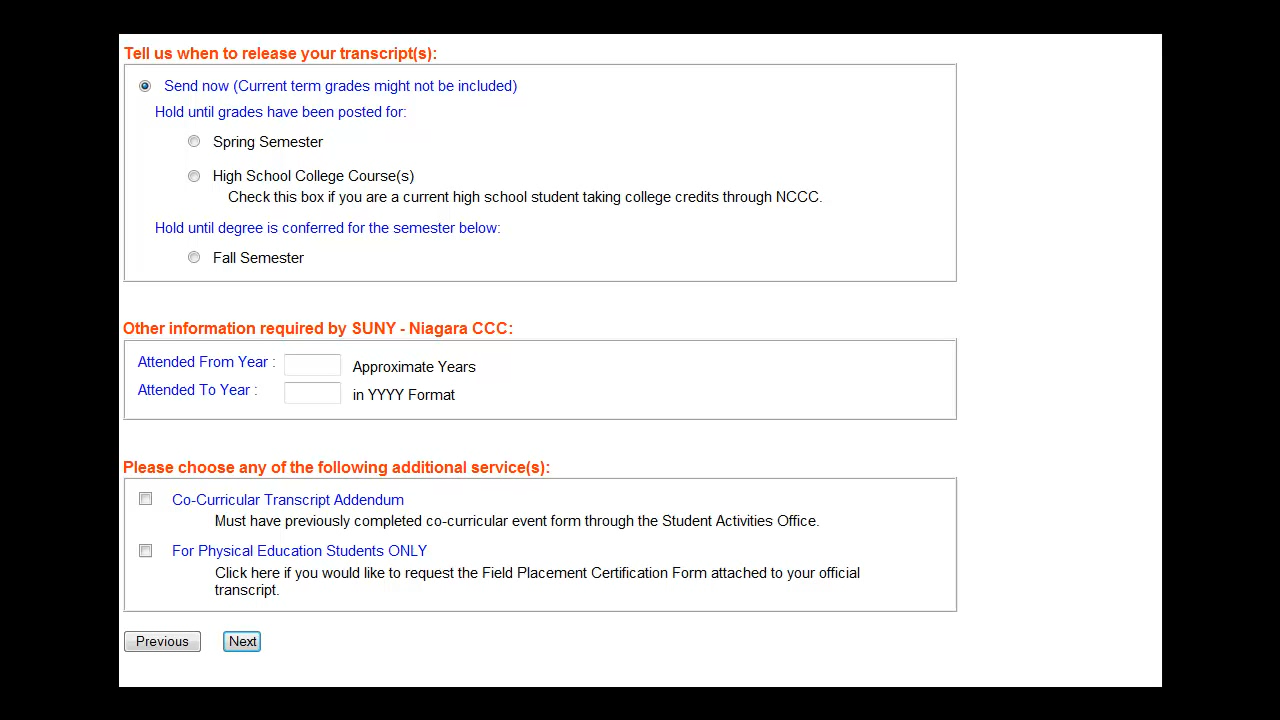 Tell us when to release your transcript(s):
Send now (Current term grades might not be included)
Hold until grades have been posted for:
Spring Semester
High School College Course(s)
Check this box if you are a current high school student taking college credits through NCCC.
Hold until degree is conferred for the semester below:
Fall Semester
Other information required by SUNY - Niagara CCC:
Attended From Year : Approximate Years
Attended To Year : in YYYY Format
Please choose any of the following additional service(s):
Co-Curricular Transcript Addendum
Must have previously completed co-curricular event form through the Student Activities Office.
For Physical Education Students ONLY
Click here if you would like to request the Field Placement Certification Form attached to your official
transcript.
Previous Next